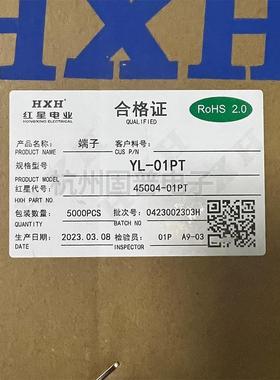 HXH
HXH
红星电业
HONGXING ELECTRICAL
合格证
QUALIFIED
RoHS 2.0
产品名称: 端子 客户料号:
PRODUCT NAME CUS P/N
规格型号: YL-01PT
PRODUCT MODEL
杭州固恩电子
红星代号: 45004-01PT
HXH PART NO.
包装数量: 5000PCS 批次号: 0423002303H
QUANTITY BATCH NO
生产日期 2023.03.08 检验员: 01P A9-03
DATE INSPECTOR